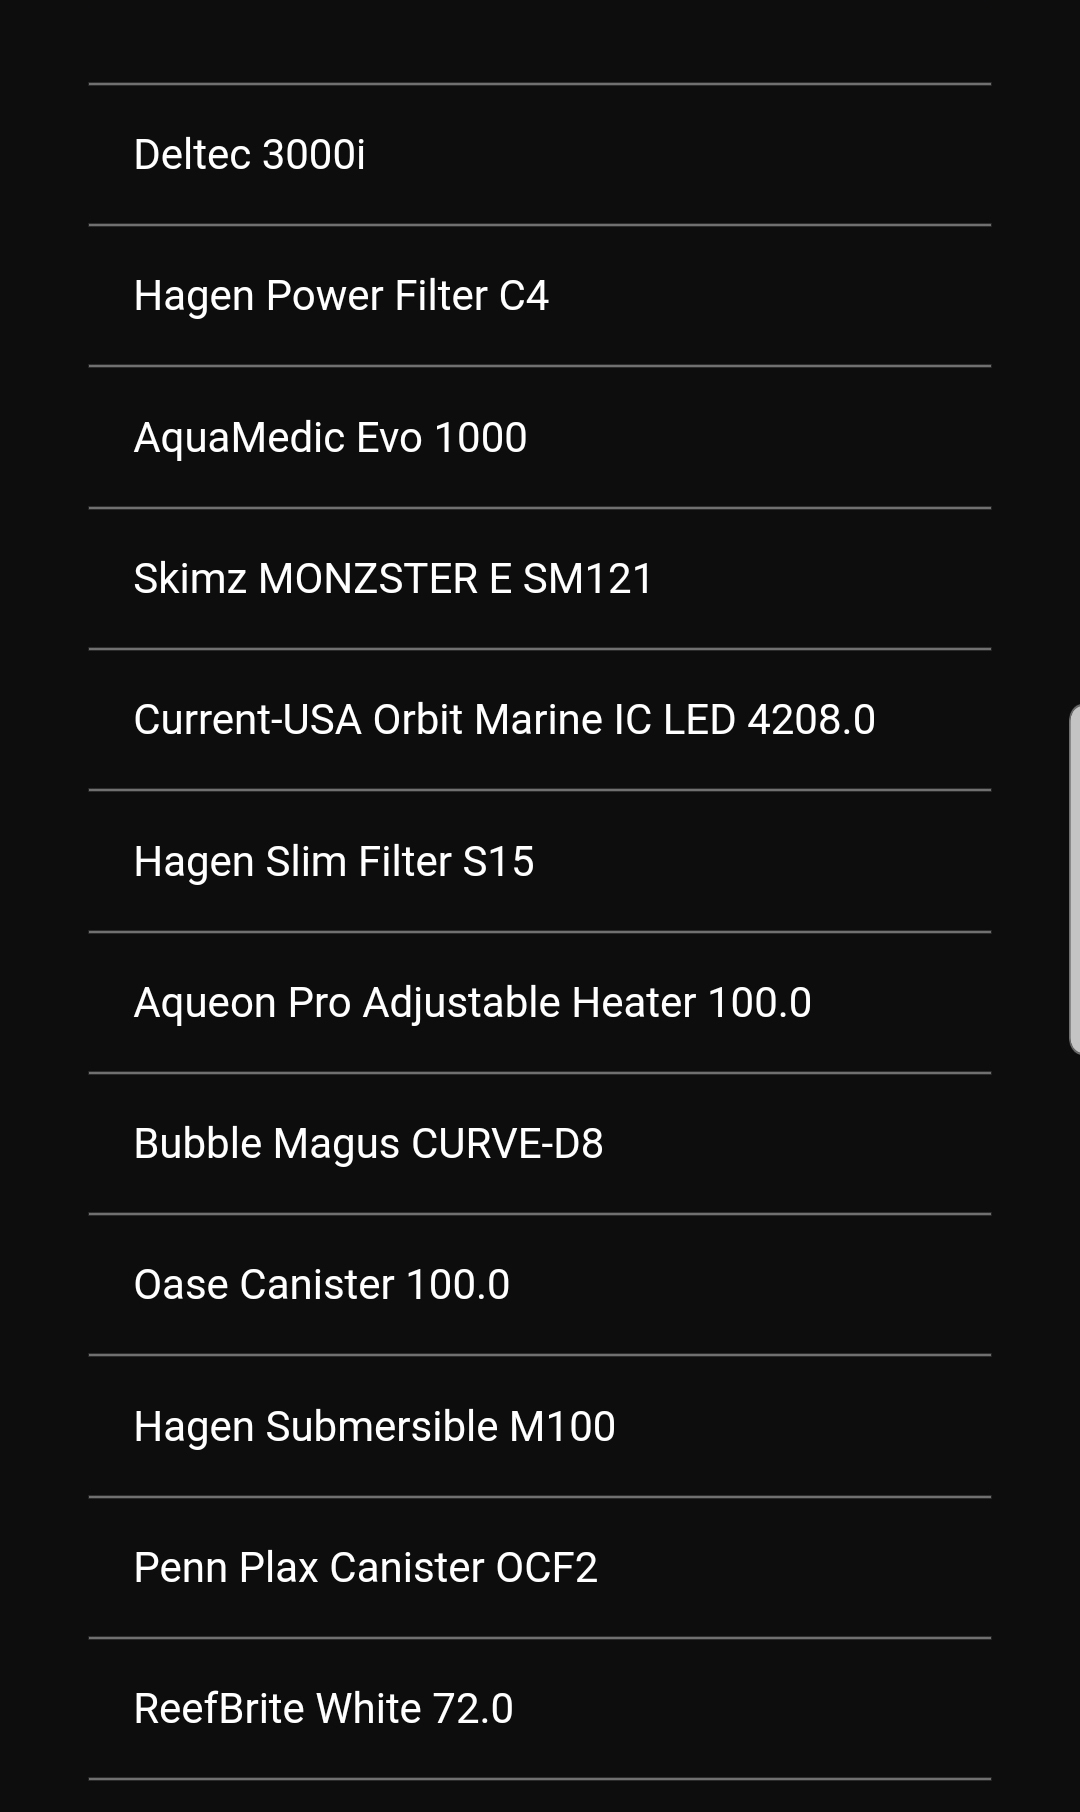 Deltec 3000i
Hagen Power Filter C4
AquaMedic Evo 1000
Skimz MONZSTER E SM121
Current-USA Orbit Marine IC LED 4208.0
Hagen Slim Filter S15
Aqueon Pro Adjustable Heater 100.0
Bubble Magus CURVE-D8
Oase Canister 100.0
Hagen Submersible M100
Penn Plax Canister OCF2
ReefBrite White 72.0